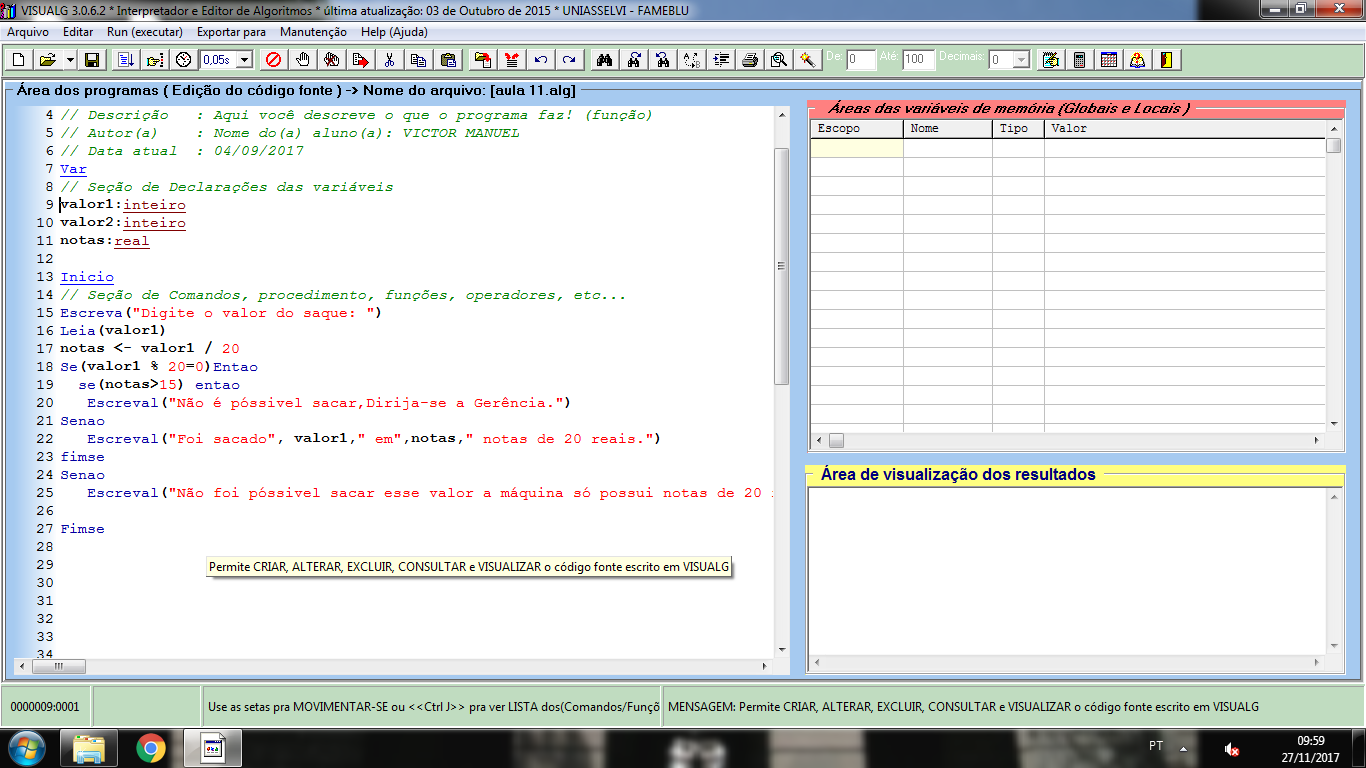 VISUALG 3.0.6.2 * Interpretador e Editor de Algoritmos * última atualização: 03 de Outubro de 2015 * UNIASSELVI - FAMEBLU
Arquivo Editar Run (executar) Exportar para Manutenção Help (Ajuda)
0,05s De: 0 Até: 100 Decimais: 0
Área dos programas ( Edição do código fonte ) -> Nome do arquivo: [aula 11.alg]
4 // Descrição : Aqui você descreve o que o programa faz! (função)
5 // Autor(a) : Nome do(a) aluno(a): VICTOR MANUEL
6 // Data atual : 04/09/2017
7 Var
8 // Seção de Declarações das variáveis
9 valor1:inteiro
10 valor2:inteiro
11 notas:real
12
13 Inicio
14 // Seção de Comandos, procedimento, funções, operadores, etc...
15 Escreva("Digite o valor do saque: ")
16 Leia(valor1)
17 notas <- valor1 / 20
18 Se(valor1 % 20=0)Entao
19 se(notas>15) entao
20 Escreval("Não é póssivel sacar,Dirija-se a Gerência.")
21 Senao
22 Escreval("Foi sacado", valor1," em",notas," notas de 20 reais.")
23 fimse
24 Senao
25 Escreval("Não foi póssivel sacar esse valor a máquina só possui notas de 20
26
27 Fimse
28
29
30
31
32
33
34
Permite CRIAR, ALTERAR, EXCLUIR, CONSULTAR e VISUALIZAR o código fonte escrito em VISUALG
Áreas das variáveis de memória (Globais e Locais )
Escopo Nome Tipo Valor
Área de visualização dos resultados
0000009:0001 Use as setas pra MOVIMENTAR-SE ou <<Ctrl J>> pra ver LISTA dos(Comandos/Funçõ MENSAGEM: Permite CRIAR, ALTERAR, EXCLUIR, CONSULTAR e VISUALIZAR o código fonte escrito em VISUALG
PT 09:59
27/11/2017